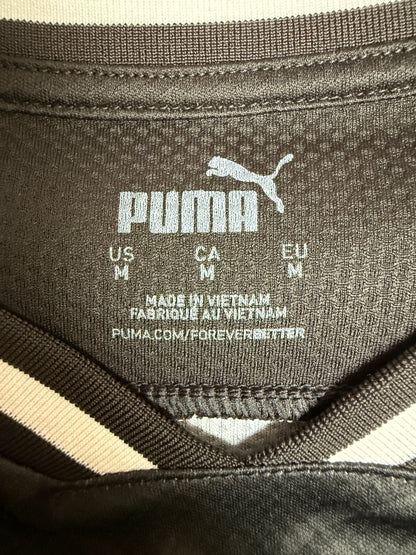 PUMA
US CA EU
M M M
MADE IN VIETNAM
FABRIQUÉ AU VIETNAM
PUMA.COM/FOREVERBETTER